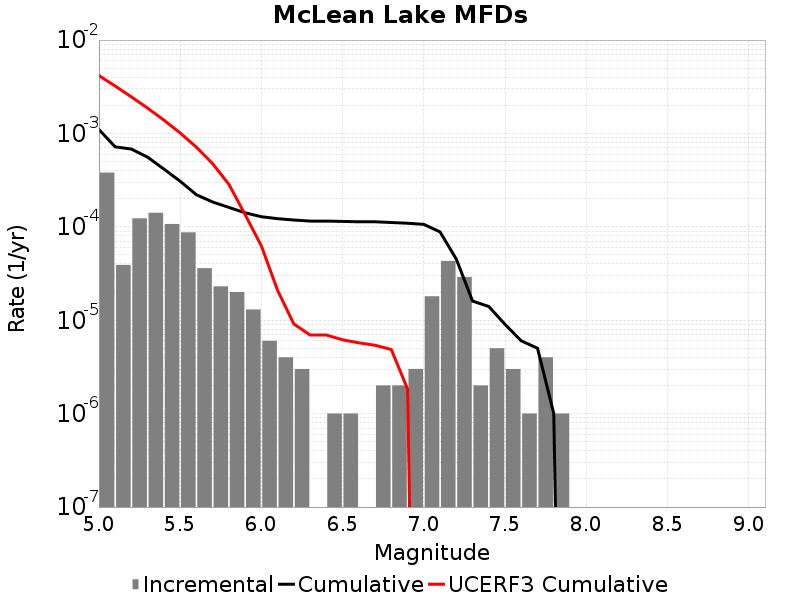 McLean Lake MFDs
10-2
10-3
10-4
10-5
10-6
10-7
Rate (1/yr)
5.0 5.5 6.0 6.5 7.0 7.5 8.0 8.5 9.0
Magnitude
Incremental Cumulative UCERF3 Cumulative